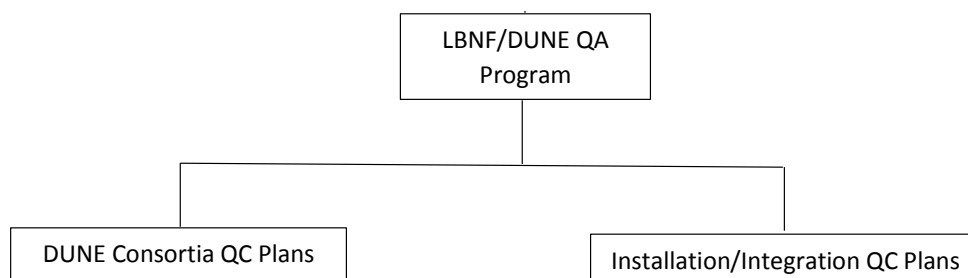 LBNF/DUNE QA
Program
DUNE Consortia QC Plans
Installation/Integration QC Plans